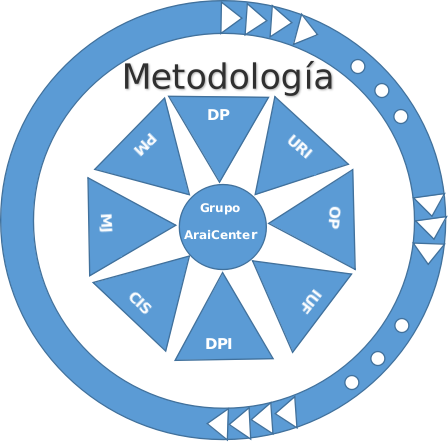 Metodología
DP
URI
OP
IUF
DPI
CIS
MJ
PM
Grupo
AraiCenter